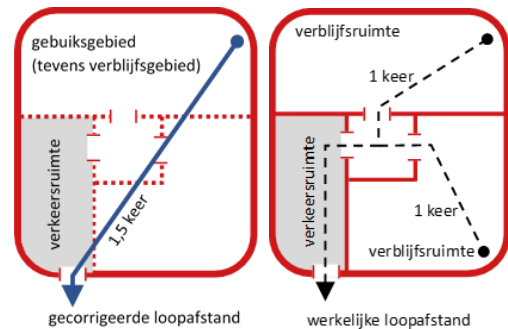 gebuiksgebied
(tevens verblijfsgebied)
verkeersruimte
1,5 keer
gecorrigeerde loopafstand
verblijfsruimte
1 keer
verkeersruimte
1 keer
verblijfsruimte
werkelijke loopafstand